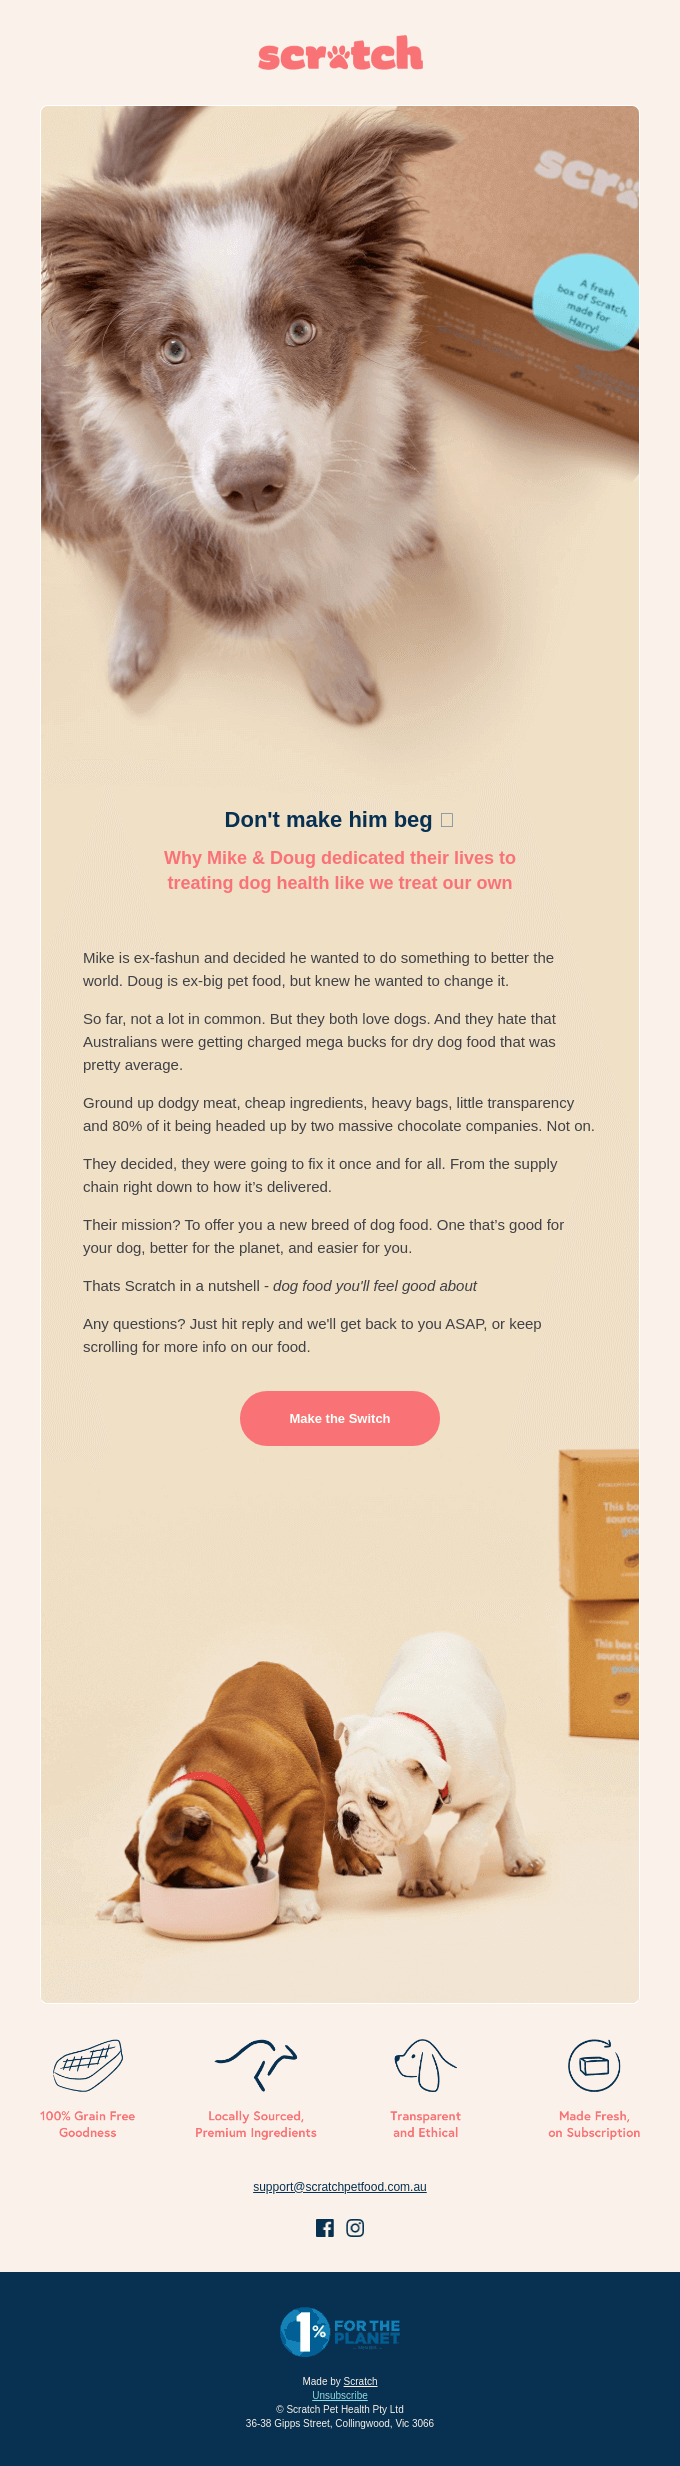 scratch
scr
A fresh
box of Scratch,
made for
Harry!
Don't make him beg
Why Mike & Doug dedicated their lives to
treating dog health like we treat our own
Mike is ex-fashun and decided he wanted to do something to better the
world. Doug is ex-big pet food, but knew he wanted to change it.
So far, not a lot in common. But they both love dogs. And they hate that
Australians were getting charged mega bucks for dry dog food that was
pretty average.
Ground up dodgy meat, cheap ingredients, heavy bags, little transparency
and 80% of it being headed up by two massive chocolate companies. Not on.
They decided, they were going to fix it once and for all. From the supply
chain right down to how it’s delivered.
Their mission? To offer you a new breed of dog food. One that’s good for
your dog, better for the planet, and easier for you.
Thats Scratch in a nutshell - dog food you'll feel good about
Any questions? Just hit reply and we'll get back to you ASAP, or keep
scrolling for more info on our food.
Make the Switch
This bo
source
goo
This box
sourced
good
100% Grain Free
Goodness
Locally Sourced,
Premium Ingredients
Transparent
and Ethical
Made Fresh,
on Subscription
support@scratchpetfood.com.au
1%
FOR THE
PLANET
Made by Scratch
Unsubscribe
© Scratch Pet Health Pty Ltd
36-38 Gipps Street, Collingwood, Vic 3066